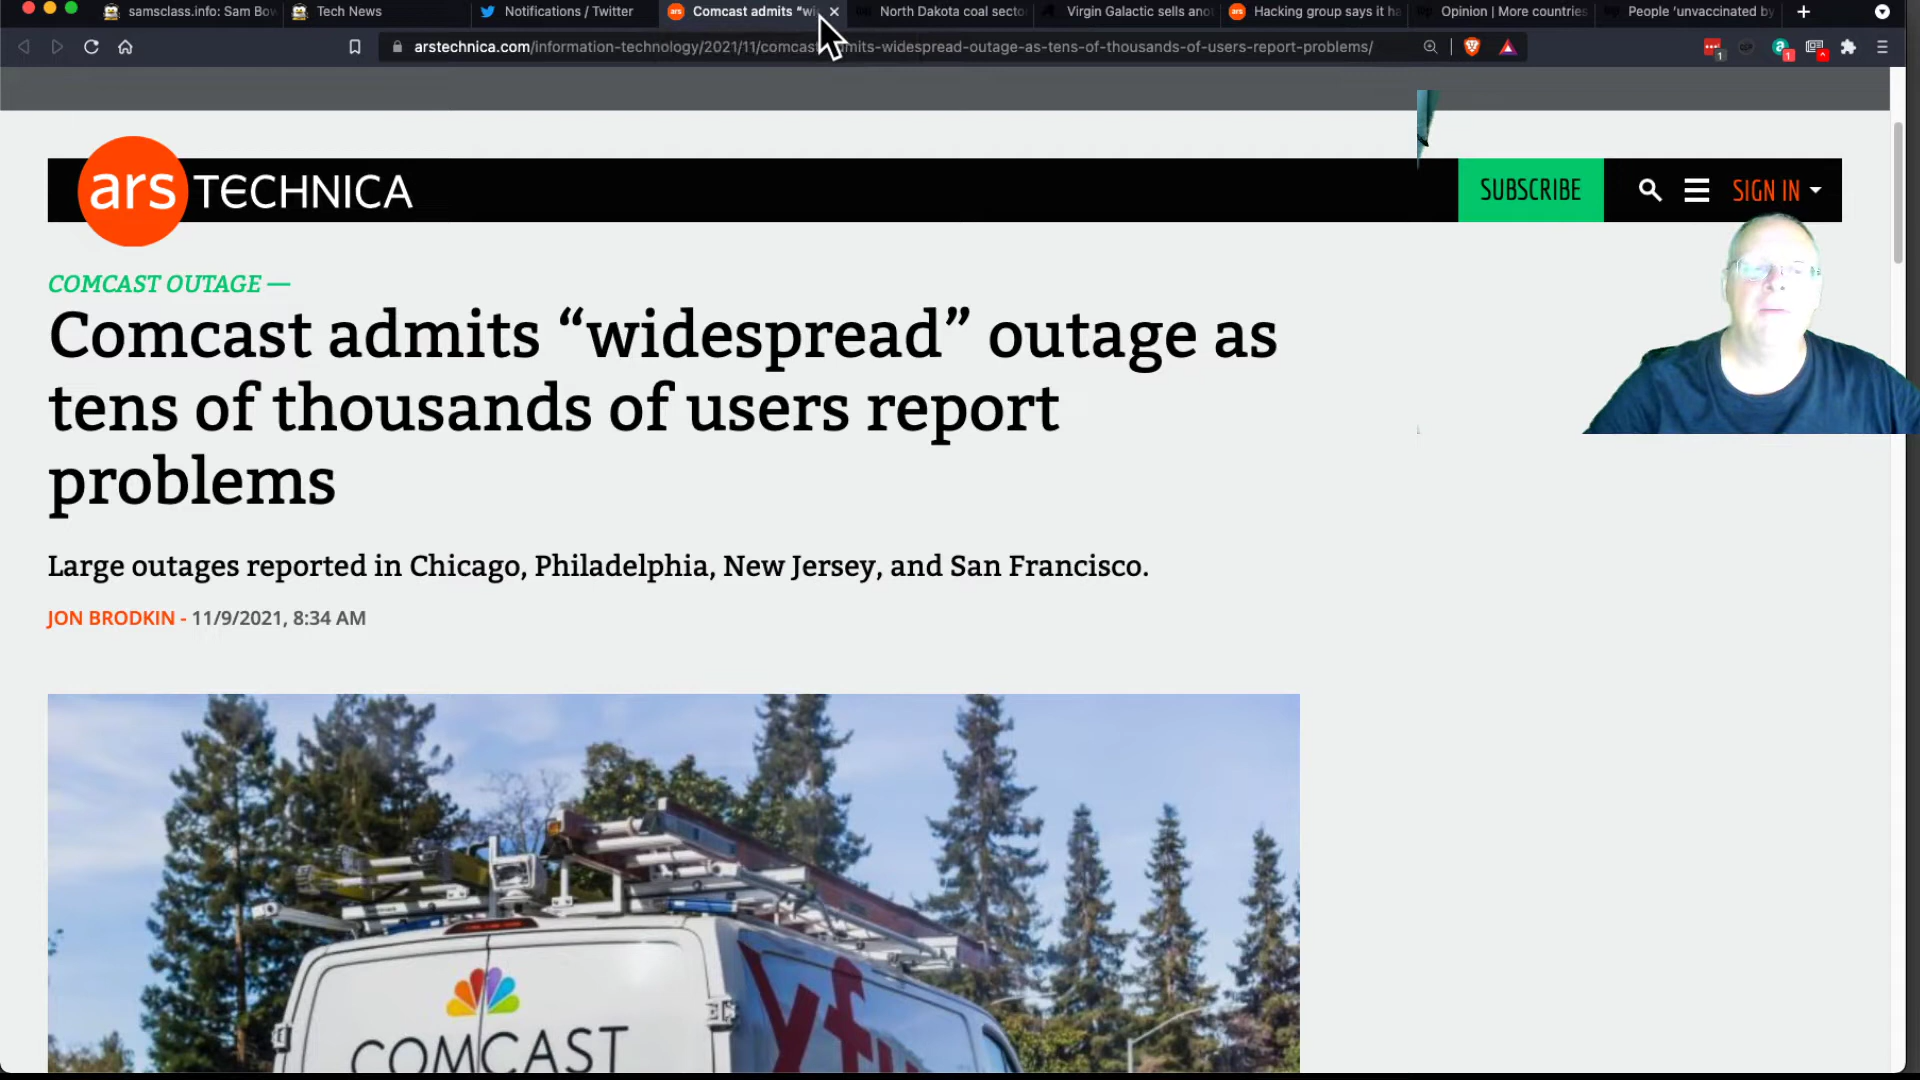 samsclass.info: Sam Bow
Tech News
Notifications / Twitter
Comcast admits “wi
North Dakota coal secto
Virgin Galactic sells ano
Hacking group says it ha
Opinion | More countries
People ‘unvaccinated by
arstechnica.com/information-technology/2021/11/comcas mits-widespread-outage-as-tens-of-thousands-of-users-report-problems/
ars TECHNICA
SUBSCRIBE
SIGN IN
COMCAST OUTAGE —
Comcast admits “widespread” outage as
tens of thousands of users report
problems
Large outages reported in Chicago, Philadelphia, New Jersey, and San Francisco.
JON BRODKIN - 11/9/2021, 8:34 AM
COMCAST
xf